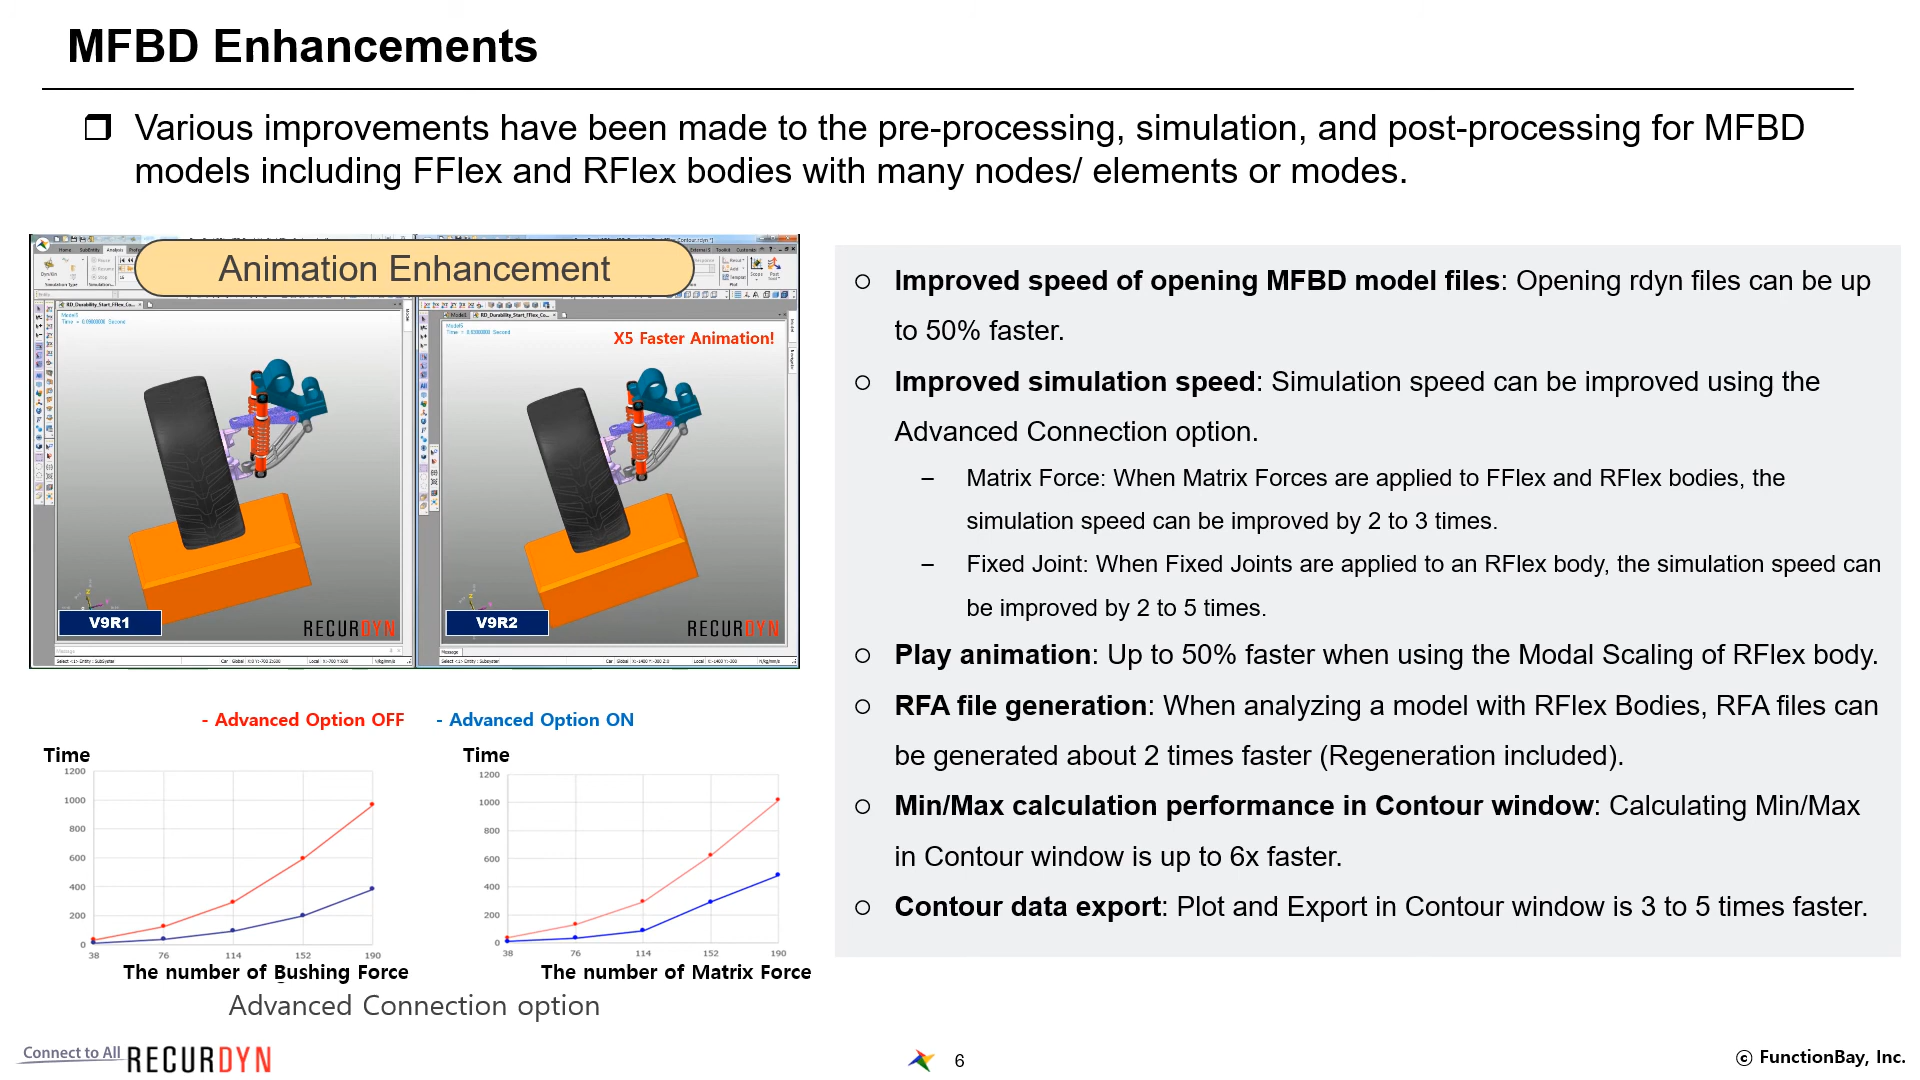 MFBD Enhancements
❒ Various improvements have been made to the pre-processing, simulation, and post-processing for MFBD
models including FFlex and RFlex bodies with many nodes/ elements or modes.
Animation Enhancement
X5 Faster Animation!
V9R1
RECURDYN
V9R2
RECURDYN
- Advanced Option OFF - Advanced Option ON
Time
1200
1000
800
600
400
200
0
38 76 114 152 190
The number of Bushing Force
Time
1200
1000
800
600
400
200
0
38 76 114 152 190
The number of Matrix Force
Advanced Connection option
○ Improved speed of opening MFBD model files: Opening rdyn files can be up
to 50% faster.
○ Improved simulation speed: Simulation speed can be improved using the
Advanced Connection option.
– Matrix Force: When Matrix Forces are applied to FFlex and RFlex bodies, the
simulation speed can be improved by 2 to 3 times.
– Fixed Joint: When Fixed Joints are applied to an RFlex body, the simulation speed can
be improved by 2 to 5 times.
○ Play animation: Up to 50% faster when using the Modal Scaling of RFlex body.
○ RFA file generation: When analyzing a model with RFlex Bodies, RFA files can
be generated about 2 times faster (Regeneration included).
○ Min/Max calculation performance in Contour window: Calculating Min/Max
in Contour window is up to 6x faster.
○ Contour data export: Plot and Export in Contour window is 3 to 5 times faster.
Connect to All RECURDYN
6
© FunctionBay, Inc.